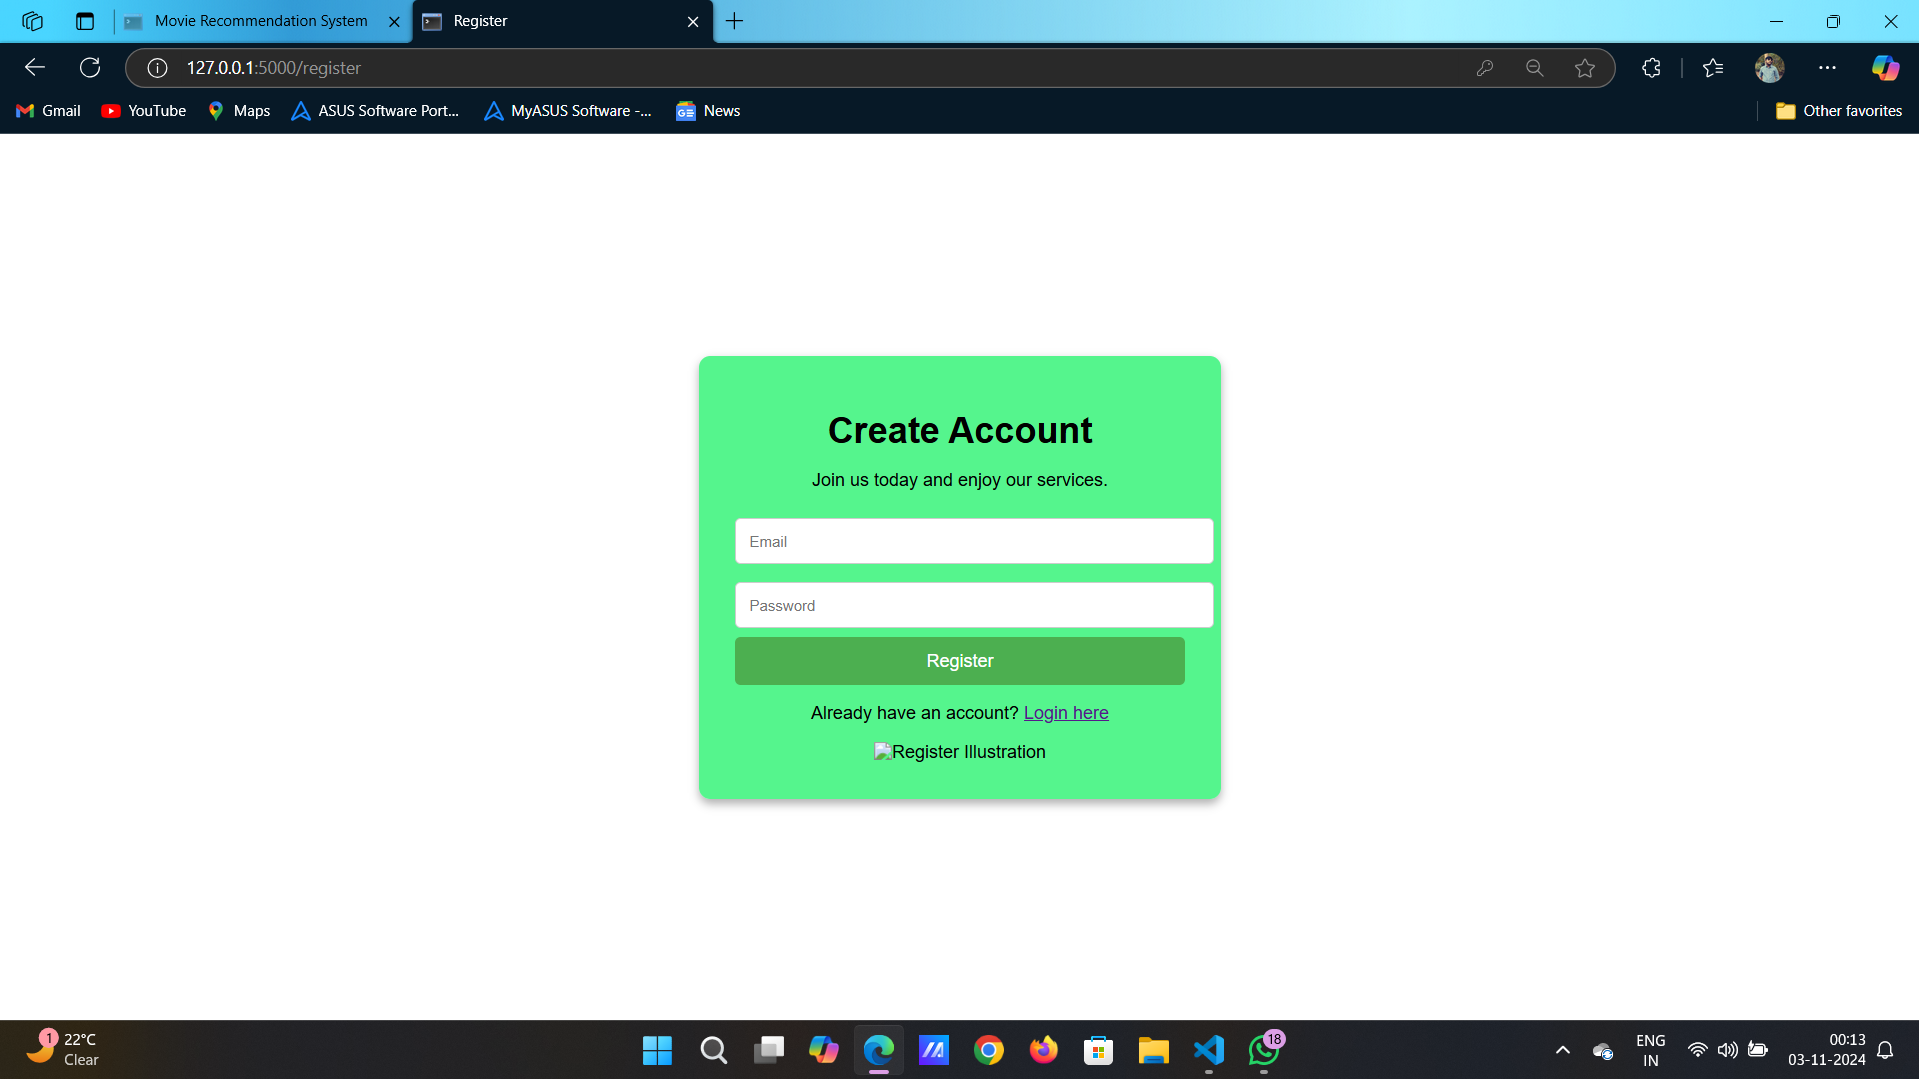 Movie Recommendation System
Register
127.0.0.1:5000/register
Gmail
YouTube
Maps
ASUS Software Port...
MyASUS Software -...
News
Other favorites
Create Account
Join us today and enjoy our services.
Email
Password
Register
Already have an account? Login here
Register Illustration
1
22°C
Clear
18
ENG
IN
00:13
03-11-2024